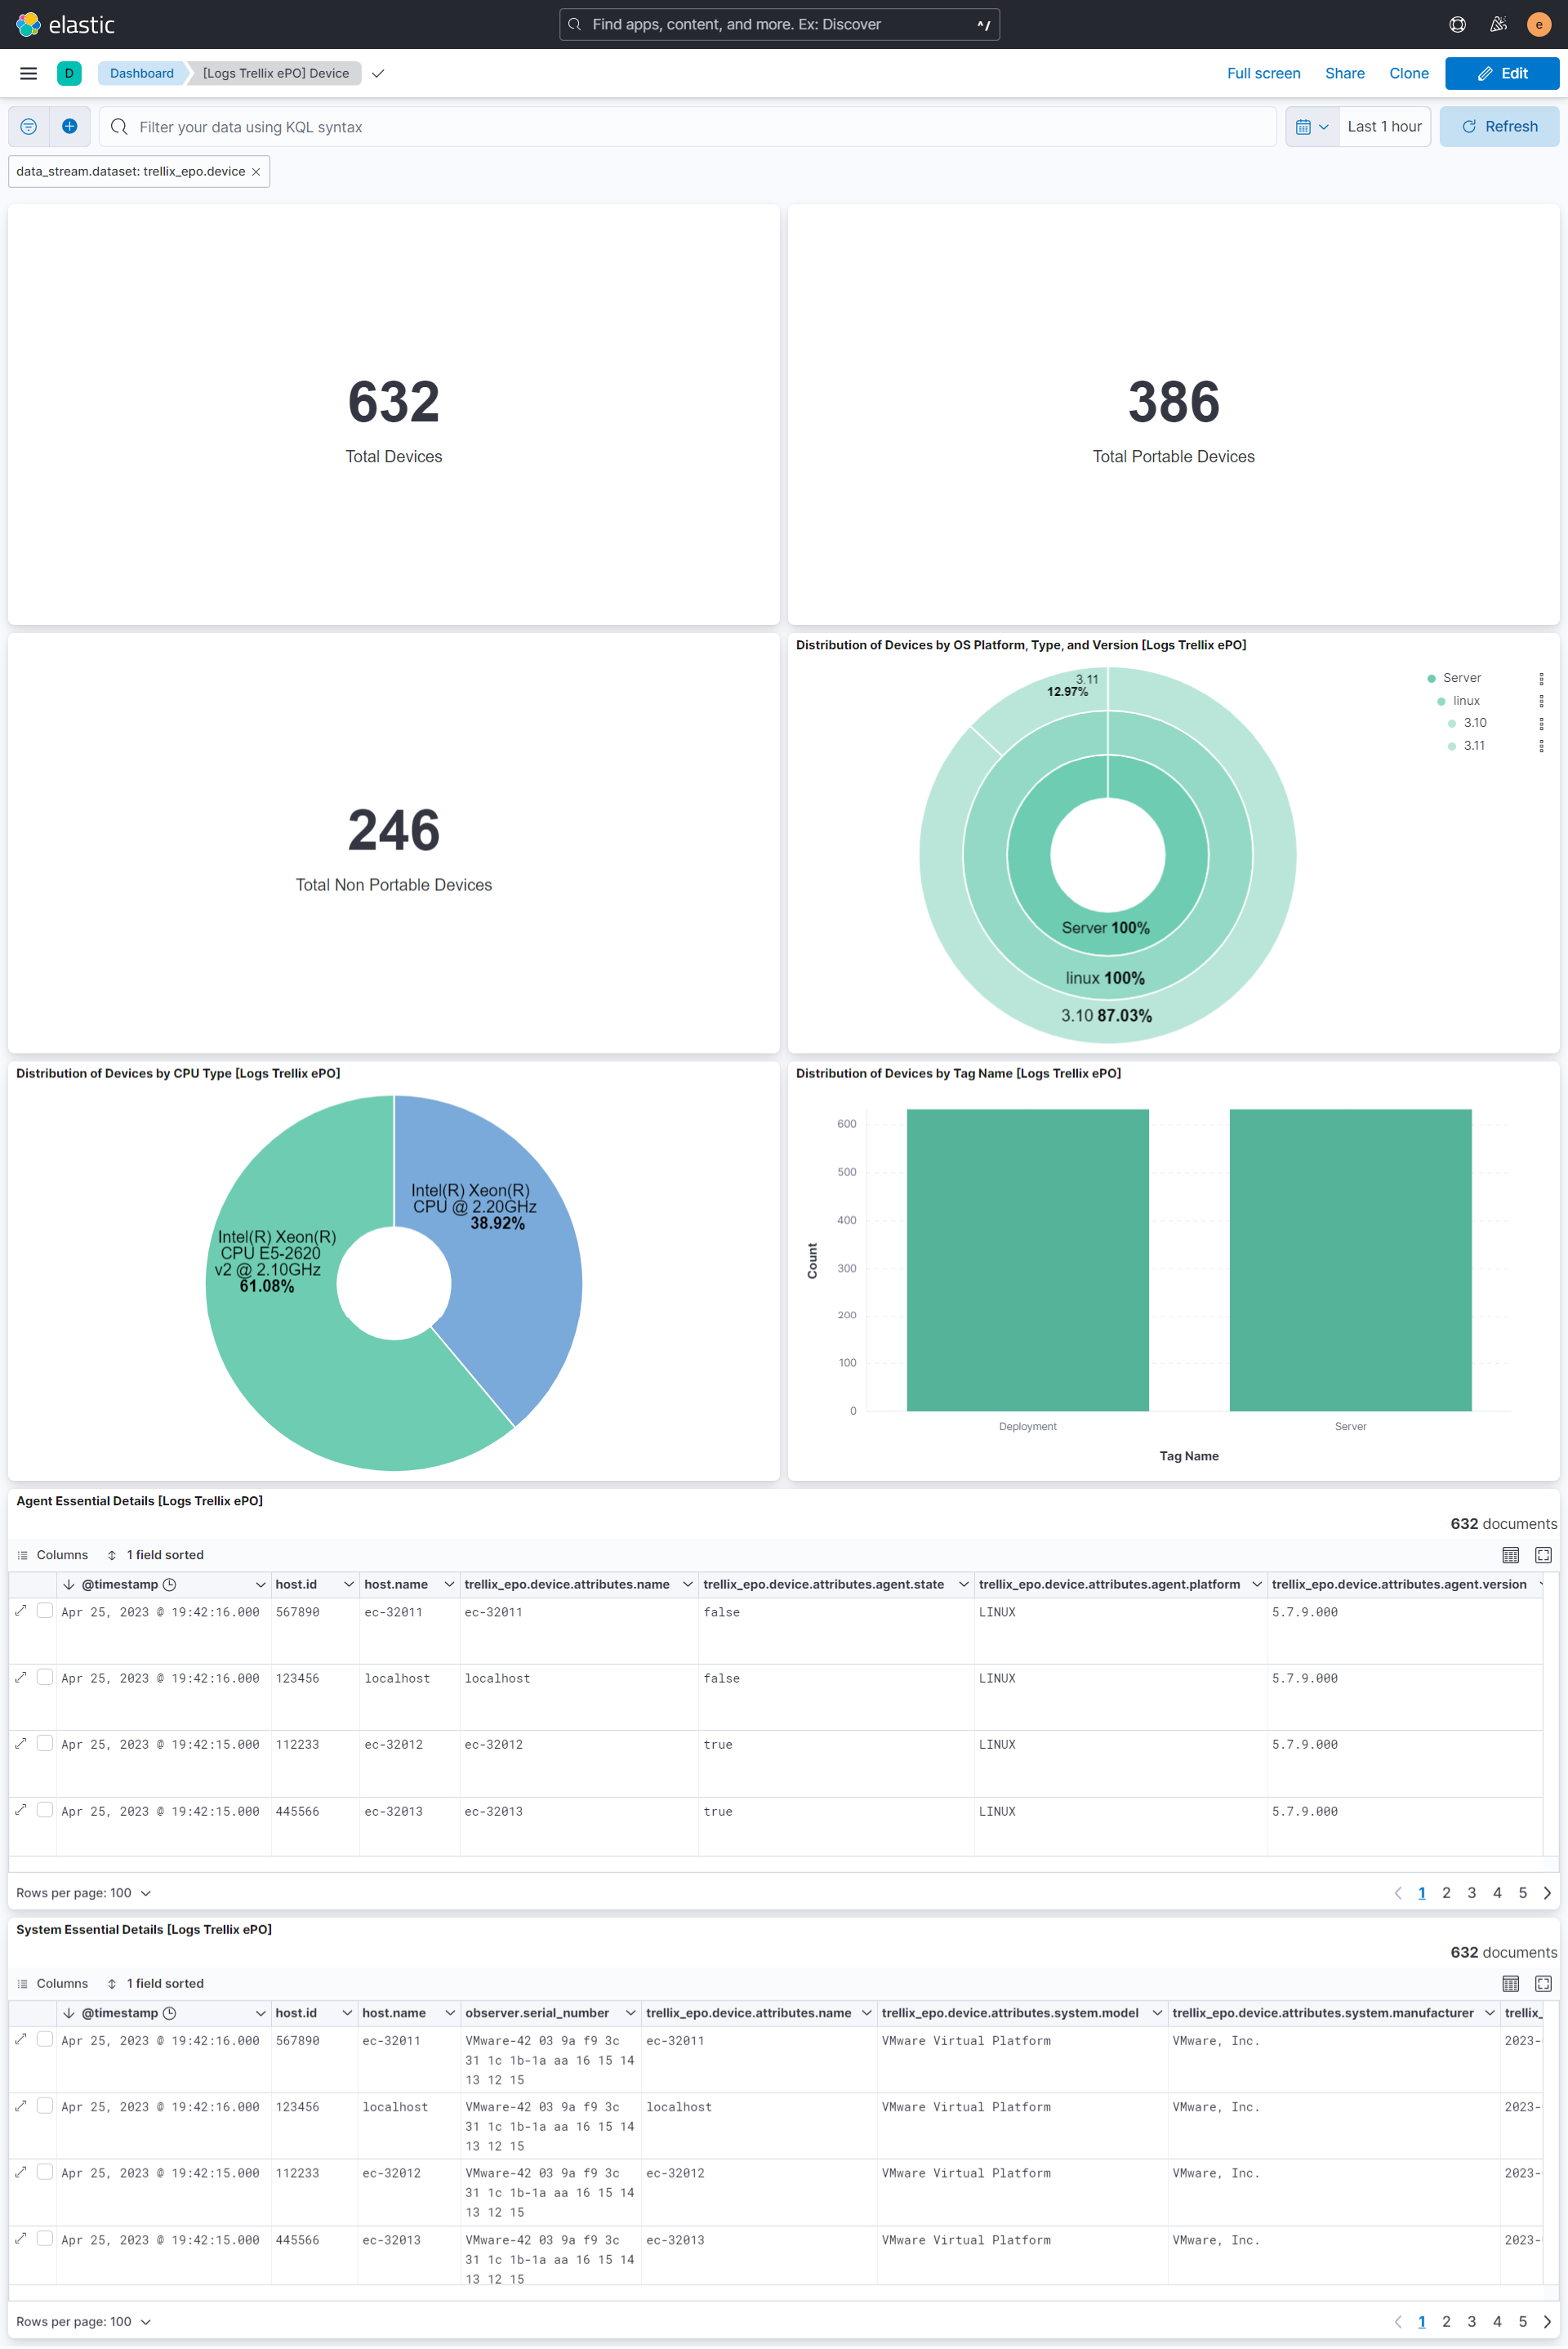 elastic
Find apps, content, and more. Ex: Discover
^/
e
D
Dashboard
[Logs Trellix ePO] Device
Full screen
Share
Clone
Edit
Filter your data using KQL syntax
Last 1 hour
Refresh
data_stream.dataset: trellix_epo.device
632
Total Devices
386
Total Portable Devices
246
Total Non Portable Devices
Distribution of Devices by OS Platform, Type, and Version [Logs Trellix ePO]
3.11
12.97%
Server 100%
linux 100%
3.10 87.03%
Server
linux
3.10
3.11
Distribution of Devices by CPU Type [Logs Trellix ePO]
Intel(R) Xeon(R)
CPU @ 2.20GHz
38.92%
Intel(R) Xeon(R)
CPU E5-2620
v2 @ 2.10GHz
61.08%
Distribution of Devices by Tag Name [Logs Trellix ePO]
Count
600
500
400
300
200
100
0
Deployment
Server
Tag Name
Agent Essential Details [Logs Trellix ePO]
632 documents
Columns
1 field sorted
@timestamp host.id host.name trellix_epo.device.attributes.name trellix_epo.device.attributes.agent.state trellix_epo.device.attributes.agent.platform trellix_epo.device.attributes.agent.version
Apr 25, 2023 @ 19:42:16.000 567890 ec-32011 ec-32011 false LINUX 5.7.9.000
Apr 25, 2023 @ 19:42:16.000 123456 localhost localhost false LINUX 5.7.9.000
Apr 25, 2023 @ 19:42:15.000 112233 ec-32012 ec-32012 true LINUX 5.7.9.000
Apr 25, 2023 @ 19:42:15.000 445566 ec-32013 ec-32013 true LINUX 5.7.9.000
Rows per page: 100
1 2 3 4 5
System Essential Details [Logs Trellix ePO]
632 documents
Columns
1 field sorted
@timestamp host.id host.name observer.serial_number trellix_epo.device.attributes.name trellix_epo.device.attributes.system.model trellix_epo.device.attributes.system.manufacturer trellix_
Apr 25, 2023 @ 19:42:16.000 567890 ec-32011 VMware-42 03 9a f9 3c ec-32011 VMware Virtual Platform VMware, Inc. 2023-
31 1c 1b-1a aa 16 15 14
13 12 15
Apr 25, 2023 @ 19:42:16.000 123456 localhost VMware-42 03 9a f9 3c localhost VMware Virtual Platform VMware, Inc. 2023-
31 1c 1b-1a aa 16 15 14
13 12 15
Apr 25, 2023 @ 19:42:15.000 112233 ec-32012 VMware-42 03 9a f9 3c ec-32012 VMware Virtual Platform VMware, Inc. 2023-
31 1c 1b-1a aa 16 15 14
13 12 15
Apr 25, 2023 @ 19:42:15.000 445566 ec-32013 VMware-42 03 9a f9 3c ec-32013 VMware Virtual Platform VMware, Inc. 2023-
31 1c 1b-1a aa 16 15 14
13 12 15
Rows per page: 100
1 2 3 4 5